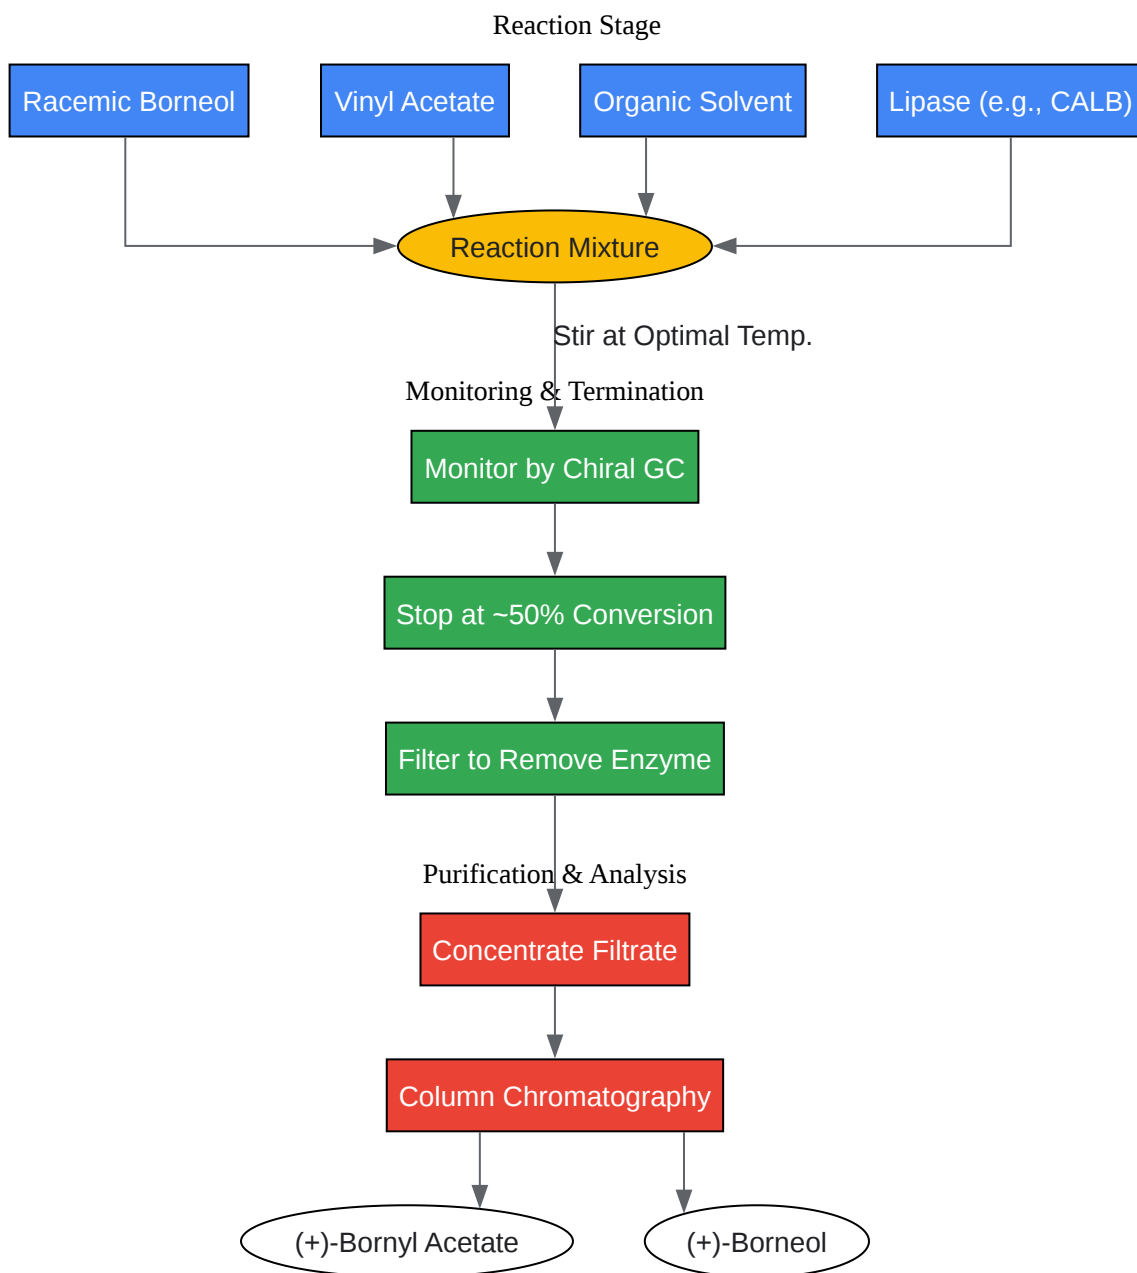 Reaction Stage
Racemic Borneol
Vinyl Acetate
Organic Solvent
Lipase (e.g., CALB)
Reaction Mixture
Stir at Optimal Temp.
Monitoring & Termination
Monitor by Chiral GC
Stop at ~50% Conversion
Filter to Remove Enzyme
Purification & Analysis
Concentrate Filtrate
Column Chromatography
(+)-Bornyl Acetate
(+)-Borneol